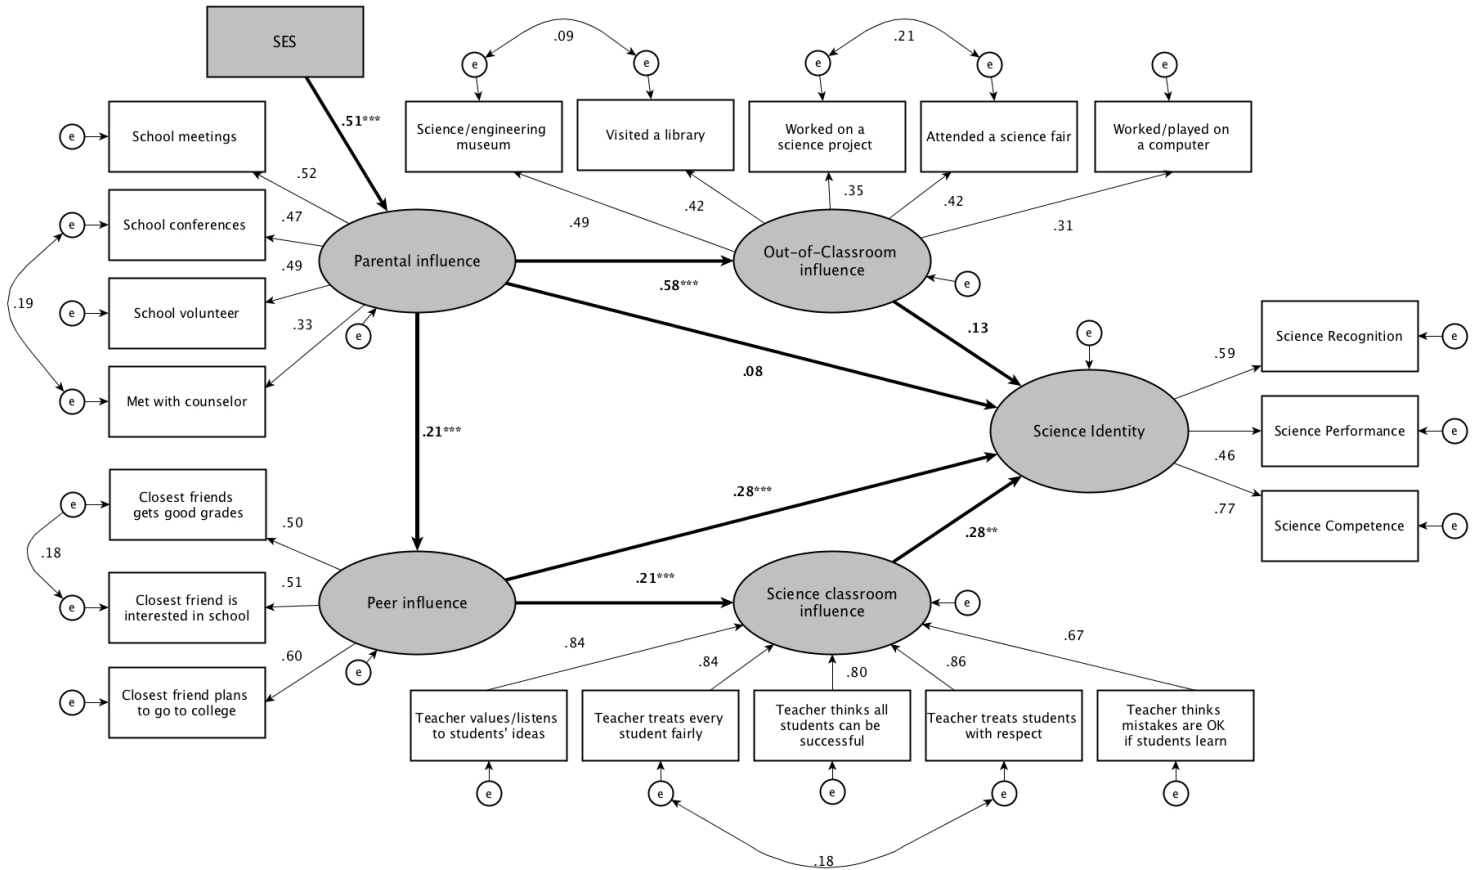 SES
.51***
e
.09
e
e
.21
e
e
Science/engineering
museum
Visited a library
Worked on a
science project
Attended a science fair
Worked/played on
a computer
.49
.42
.35
.42
.31
e
School meetings
.52
e
School conferences
.47
.49
e
School volunteer
.33
.19
e
Met with counselor
e
Parental influence
.58***
Out-of-Classroom
influence
e
.13
.08
.21***
e
Science Identity
.59
Science Recognition
e
Science Performance
e
.46
.77
Science Competence
e
e
Closest friends
gets good grades
.50
.18
e
Closest friend is
interested in school
.51
.60
e
Closest friend plans
to go to college
Peer influence
e
.28***
.21***
.28**
Science classroom
influence
e
.84
.84
.80
.86
.67
Teacher values/listens
to students' ideas
Teacher treats every
student fairly
Teacher thinks all
students can be
successful
Teacher treats students
with respect
Teacher thinks
mistakes are OK
if students learn
e
e
e
e
e
.18